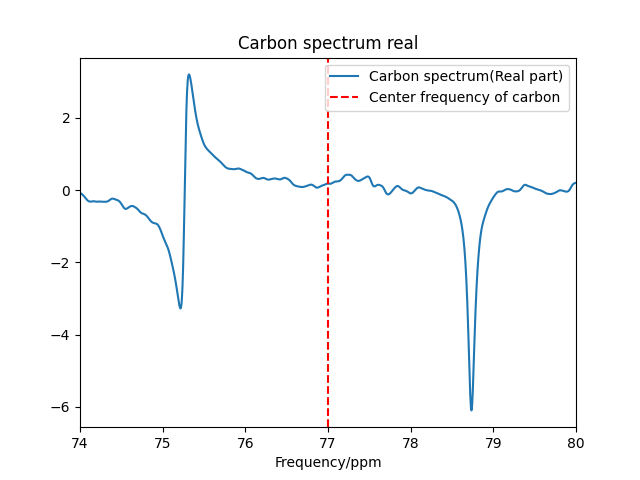 Carbon spectrum real
Carbon spectrum(Real part)
Center frequency of carbon
2
0
−2
−4
−6
74 75 76 77 78 79 80
Frequency/ppm